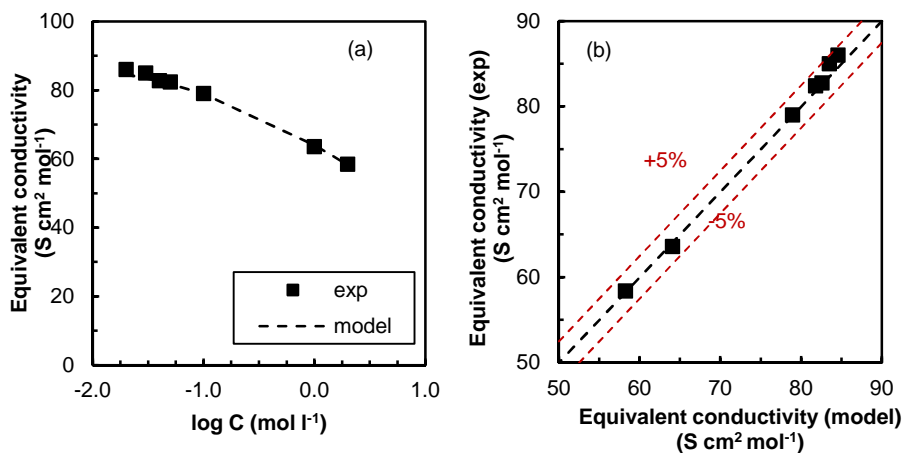 (a)
Equivalent conductivity
(S cm² mol⁻¹)
100
80
60
40
20
0
-2.0
-1.0
0.0
1.0
log C (mol l⁻¹)
exp
model
(b)
Equivalent conductivity (exp)
(S cm² mol⁻¹)
90
80
70
60
50
+5%
-5%
50
60
70
80
90
Equivalent conductivity (model)
(S cm² mol⁻¹)